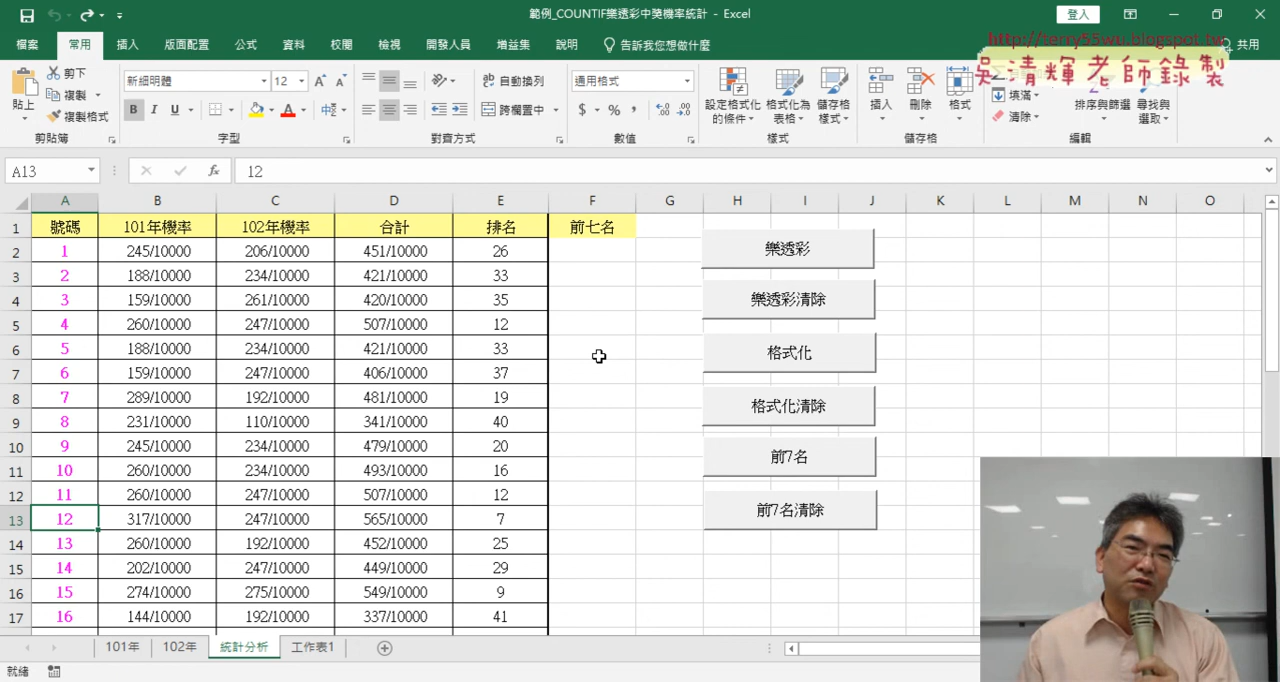 範例_COUNTIF樂透彩中獎機率統計 - Excel
登入
檔案 常用 插入 版面配置 公式 資料 校閱 檢視 開發人員 增益集 說明 告訴我您想做什麼
http://terry55wu.blogspot.tw
共用
吳清輝老師錄製
剪下
複製
複製格式
貼上
剪貼簿
新細明體 12
B I U
字型
自動換列
跨欄置中
對齊方式
通用格式
$ % ,
數值
設定格式化的條件
格式化為表格
儲存格樣式
樣式
插入 刪除 格式
儲存格
填滿
清除
排序與篩選
尋找與選取
編輯
A13 fx 12
A B C D E F G H I J K L M N O
1 號碼 101年機率 102年機率 合計 排名 前七名
2 1 245/10000 206/10000 451/10000 26
3 2 188/10000 234/10000 421/10000 33
4 3 159/10000 261/10000 420/10000 35
5 4 260/10000 247/10000 507/10000 12
6 5 188/10000 234/10000 421/10000 33
7 6 159/10000 247/10000 406/10000 37
8 7 289/10000 192/10000 481/10000 19
9 8 231/10000 110/10000 341/10000 40
10 9 245/10000 234/10000 479/10000 20
11 10 260/10000 234/10000 493/10000 16
12 11 260/10000 247/10000 507/10000 12
13 12 317/10000 247/10000 565/10000 7
14 13 260/10000 192/10000 452/10000 25
15 14 202/10000 247/10000 449/10000 29
16 15 274/10000 275/10000 549/10000 9
17 16 144/10000 192/10000 337/10000 41
樂透彩
樂透彩清除
格式化
格式化清除
前7名
前7名清除
101年 102年 統計分析 工作表1
就緒